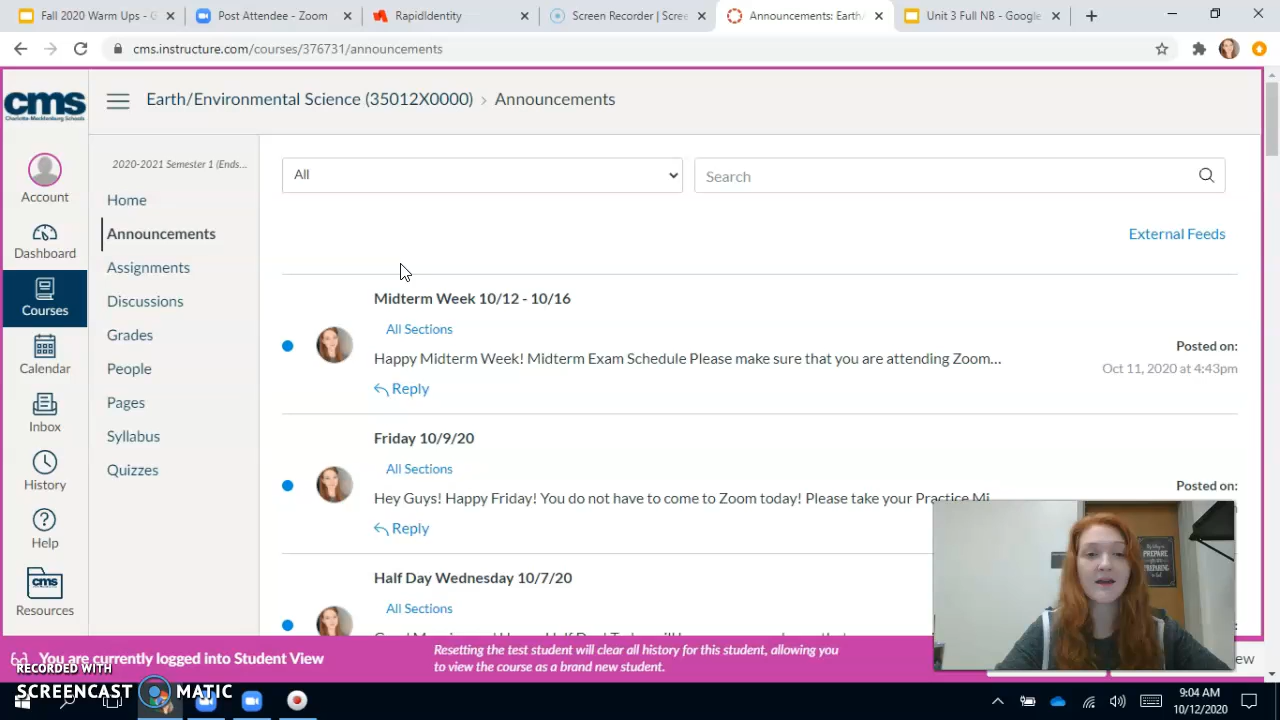 Fall 2020 Warm Ups - G
Post Attendee - Zoom
RapidIdentity
Screen Recorder | Scree
Announcements: Earth/
Unit 3 Full NB - Google
cms.instructure.com/courses/376731/announcements
cms
Charlotte-Mecklenburg Schools
Earth/Environmental Science (35012X0000) › Announcements
Account
Dashboard
Courses
Calendar
Inbox
History
Help
cms
Resources
2020-2021 Semester 1 (Ends...
Home
Announcements
Assignments
Discussions
Grades
People
Pages
Syllabus
Quizzes
All
Search
External Feeds
Midterm Week 10/12 - 10/16
All Sections
Happy Midterm Week! Midterm Exam Schedule Please make sure that you are attending Zoom...
Reply
Posted on:
Oct 11, 2020 at 4:43pm
Friday 10/9/20
All Sections
Hey Guys! Happy Friday! You do not have to come to Zoom today! Please take your Practice Mi
Reply
Posted on:
Half Day Wednesday 10/7/20
All Sections
PREPARE
You are currently logged into Student View
Resetting the test student will clear all history for this student, allowing you
to view the course as a brand new student.
RECORDED WITH
SCREENCAST MATIC
9:04 AM
10/12/2020